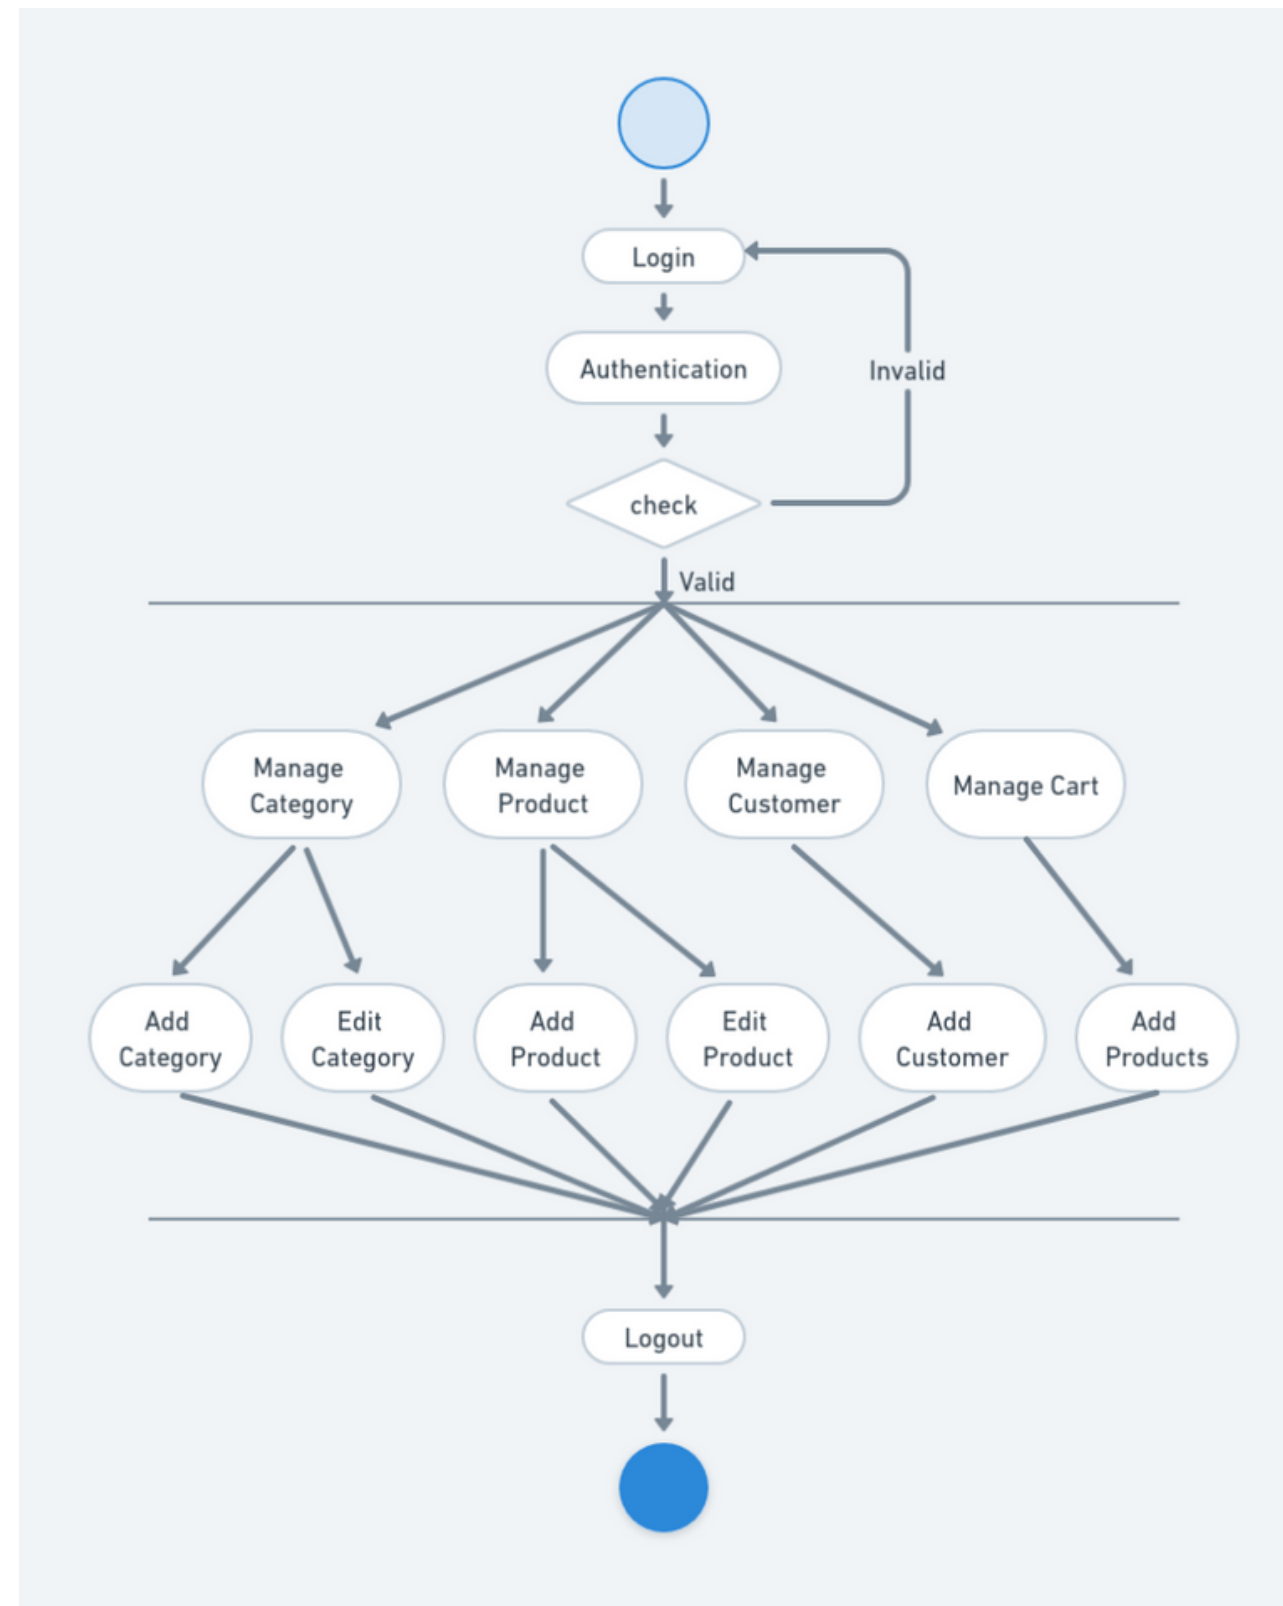 Login
Authentication
Invalid
check
Valid
Manage
Category
Manage
Product
Manage
Customer
Manage Cart
Add
Category
Edit
Category
Add
Product
Edit
Product
Add
Customer
Add
Products
Logout